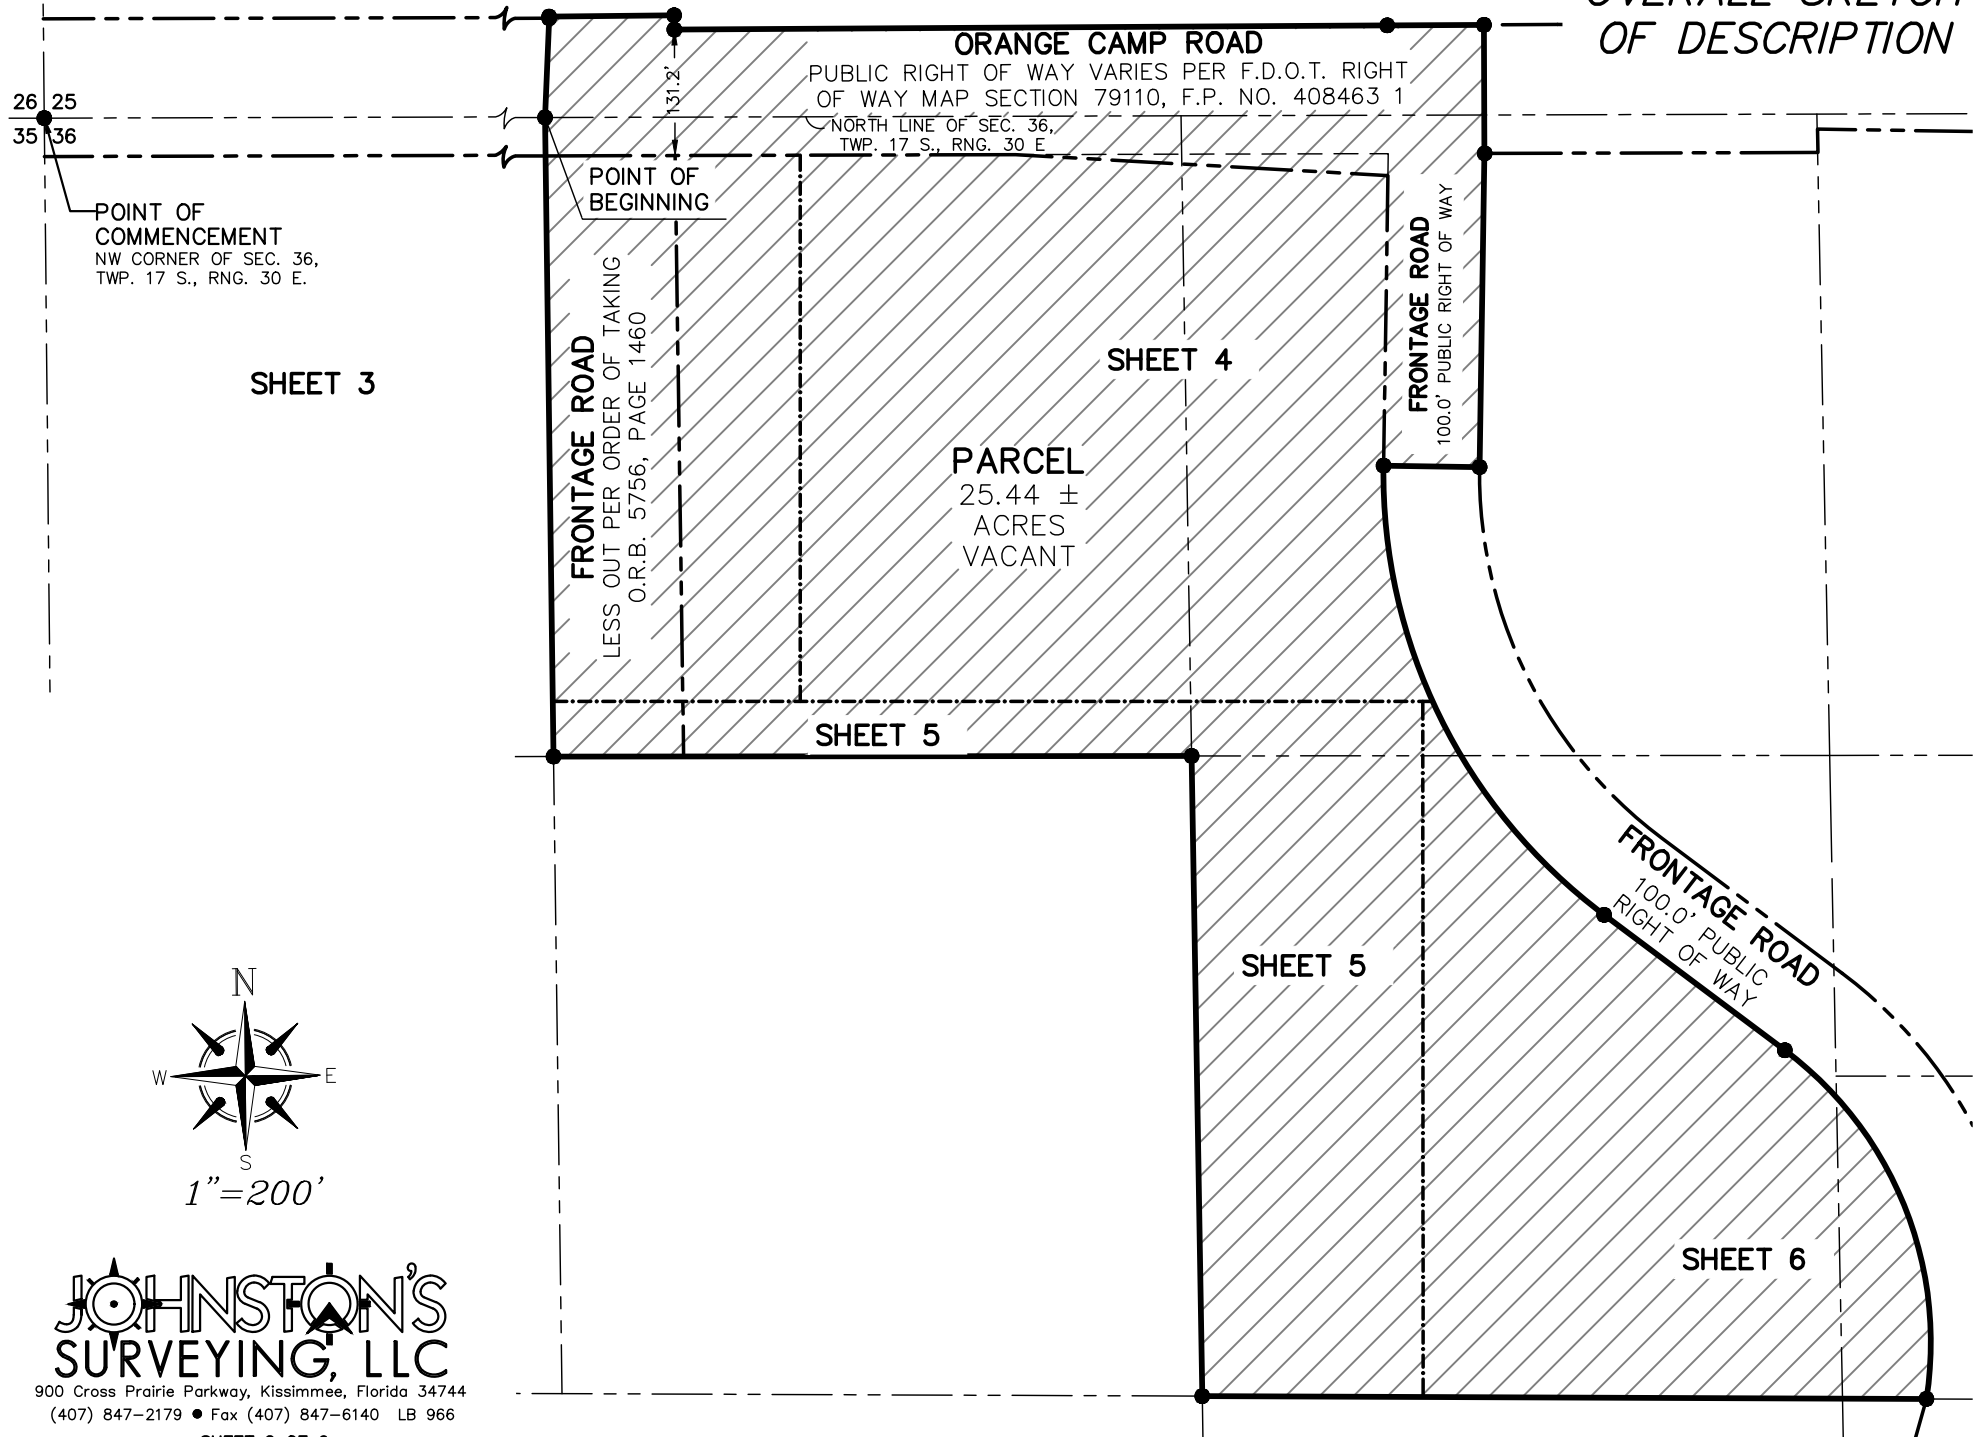 OVERALL SKETCH
OF DESCRIPTION
ORANGE CAMP ROAD
PUBLIC RIGHT OF WAY VARIES PER F.D.O.T. RIGHT
OF WAY MAP SECTION 79110, F.P. NO. 408463 1
131.2'
26 25
35 36
NORTH LINE OF SEC. 36,
TWP. 17 S., RNG. 30 E
POINT OF
BEGINNING
POINT OF
COMMENCEMENT
NW CORNER OF SEC. 36,
TWP. 17 S., RNG. 30 E.
FRONTAGE ROAD
100.0' PUBLIC RIGHT OF WAY
SHEET 3
SHEET 4
FRONTAGE ROAD
LESS OUT PER ORDER OF TAKING
O.R.B. 5756, PAGE 1460
PARCEL
25.44 ±
ACRES
VACANT
SHEET 5
FRONTAGE ROAD
100.0' PUBLIC
RIGHT OF WAY
SHEET 5
N
W E
S
1"=200'
SHEET 6
JOHNSTON'S
SURVEYING, LLC
900 Cross Prairie Parkway, Kissimmee, Florida 34744
(407) 847-2179 ● Fax (407) 847-6140 LB 966